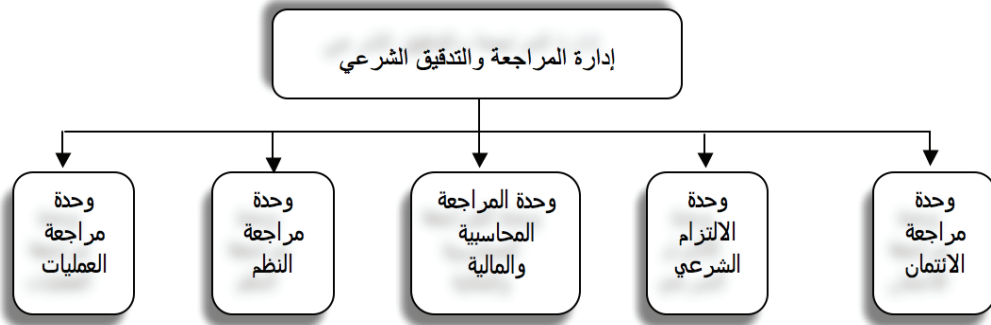 إدارة المراجعة والتدقيق الشرعي
وحدة
مراجعة
الائتمان
وحدة
الالتزام
الشرعي
وحدة المراجعة
المحاسبية
والمالية
وحدة
مراجعة
النظم
وحدة
مراجعة
العمليات